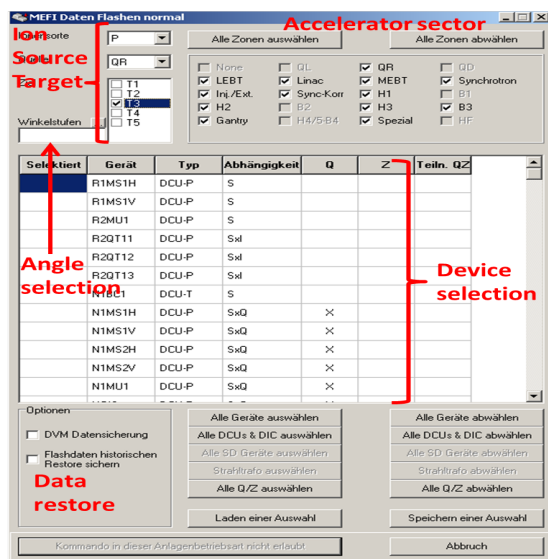 MEFI Daten Flashen normal
Ion
Source
Target
Accelerator sector
P
QR
T1
T2
T3
T4
T5
Winkelstufen
Alle Zonen auswählen
Alle Zonen abwählen
None
QL
QR
QD
LEBT
Linac
MEBT
Synchrotron
Inj./Ext.
Sync-Korr
H1
B1
H2
B2
H3
B3
Gantry
H4/5-B4
Spezial
HF
Selektiert Gerät Typ Abhängigkeit Q Z Teiln. QZ
R1MS1H DCU-P S
R1MS1V DCU-P S
R2MU1 DCU-P S
R2QT11 DCU-P SxI
R2QT12 DCU-P SxI
R2QT13 DCU-P SxI
N1BC1 DCU-T S
N1MS1H DCU-P SxQ X
N1MS1V DCU-P SxQ X
N1MS2H DCU-P SxQ X
N1MS2V DCU-P SxQ X
N1MU1 DCU-P SxQ X
Angle
selection
Device
selection
Optionen
DVM Datensicherung
Flashdaten historischen
Restore sichern
Data
restore
Alle Geräte auswählen
Alle DCUs & DIC auswählen
Alle SD Geräte auswählen
Strahltrafo auswählen
Alle Q/Z auswählen
Laden einer Auswahl
Alle Geräte abwählen
Alle DCUs & DIC abwählen
Alle SD Geräte abwählen
Strahltrafo abwählen
Alle Q/Z abwählen
Speichern einer Auswahl
Kommando in dieser Anlagenbetriebsart nicht erlaubt
Abbruch